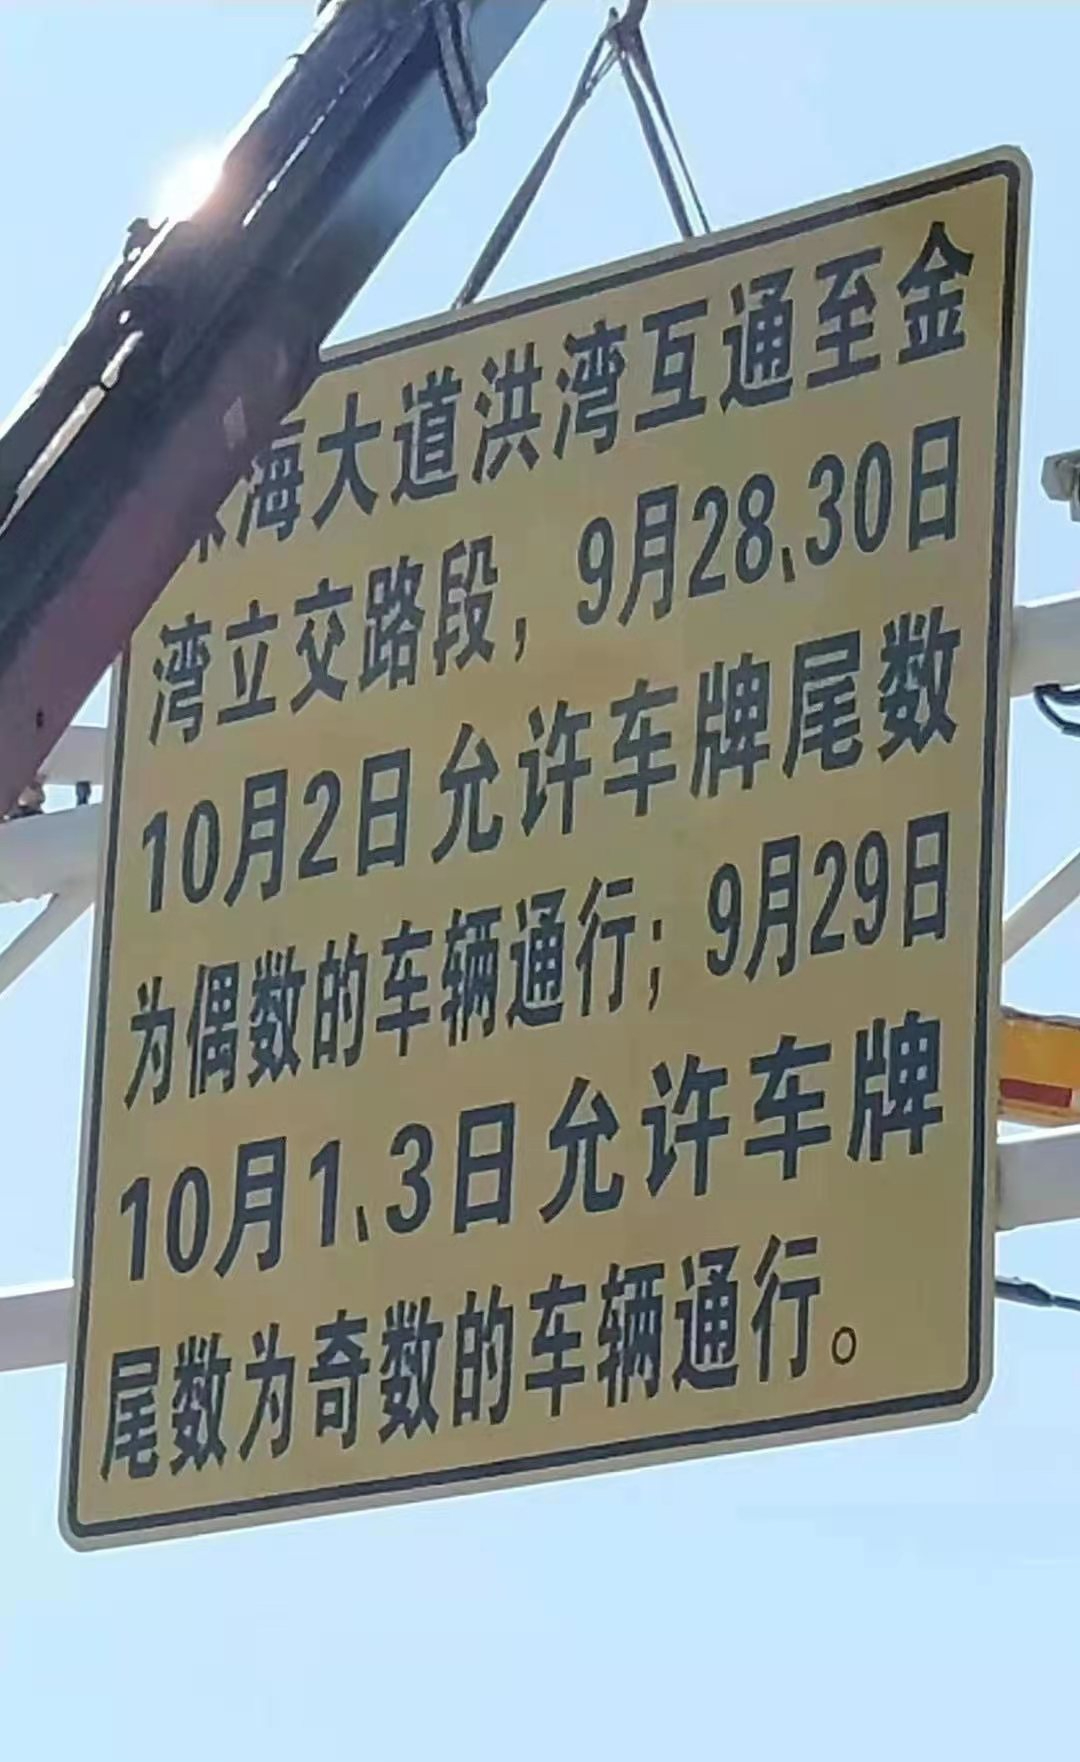 海大道洪湾互通至金
湾立交路段，9月28、30日
10月2日允许车牌尾数
为偶数的车辆通行；9月29日
10月1、3日允许车牌
尾数为奇数的车辆通行。